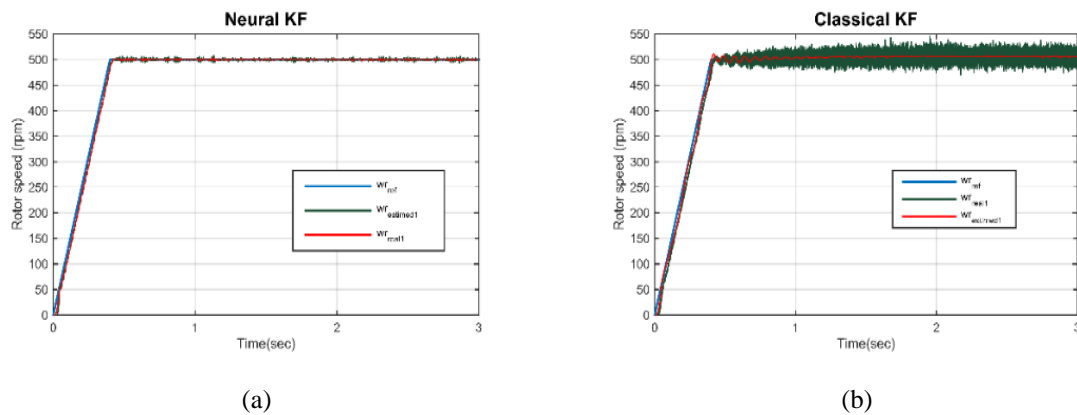 Neural KF
550
500
450
400
350
300
250
200
150
100
50
0
Rotor speed (rpm)
wr_ref
wr_estimed1
wr_real1
0 1 2 3
Time(sec)
(a)
Classical KF
550
500
450
400
350
300
250
200
150
100
50
0
Rotor speed (rpm)
wr_ref
wr_real1
wr_estimed1
0 1 2 3
Time(sec)
(b)